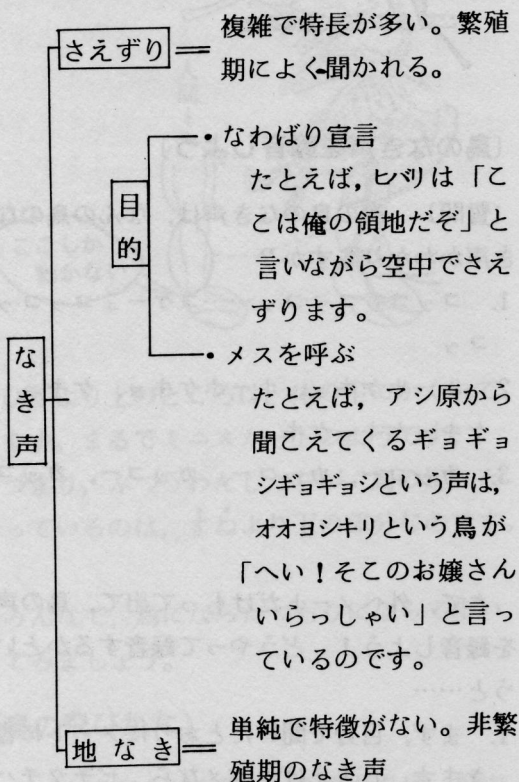 さえずり
複雑で特長が多い。繁殖
期によく聞かれる。
目的
・なわばり宣言
たとえば，ヒバリは「こ
こは俺の領地だぞ」と
言いながら空中でさえ
ずります。
なき声
・メスを呼ぶ
たとえば，アシ原から
聞こえてくるギョギョ
シギョギョシという声は，
オオヨシキリという鳥が
「へい！そこのお嬢さん
いらっしゃい」と言っ
ているのです。
地なき
単純で特徴がない。非繁
殖期のなき声